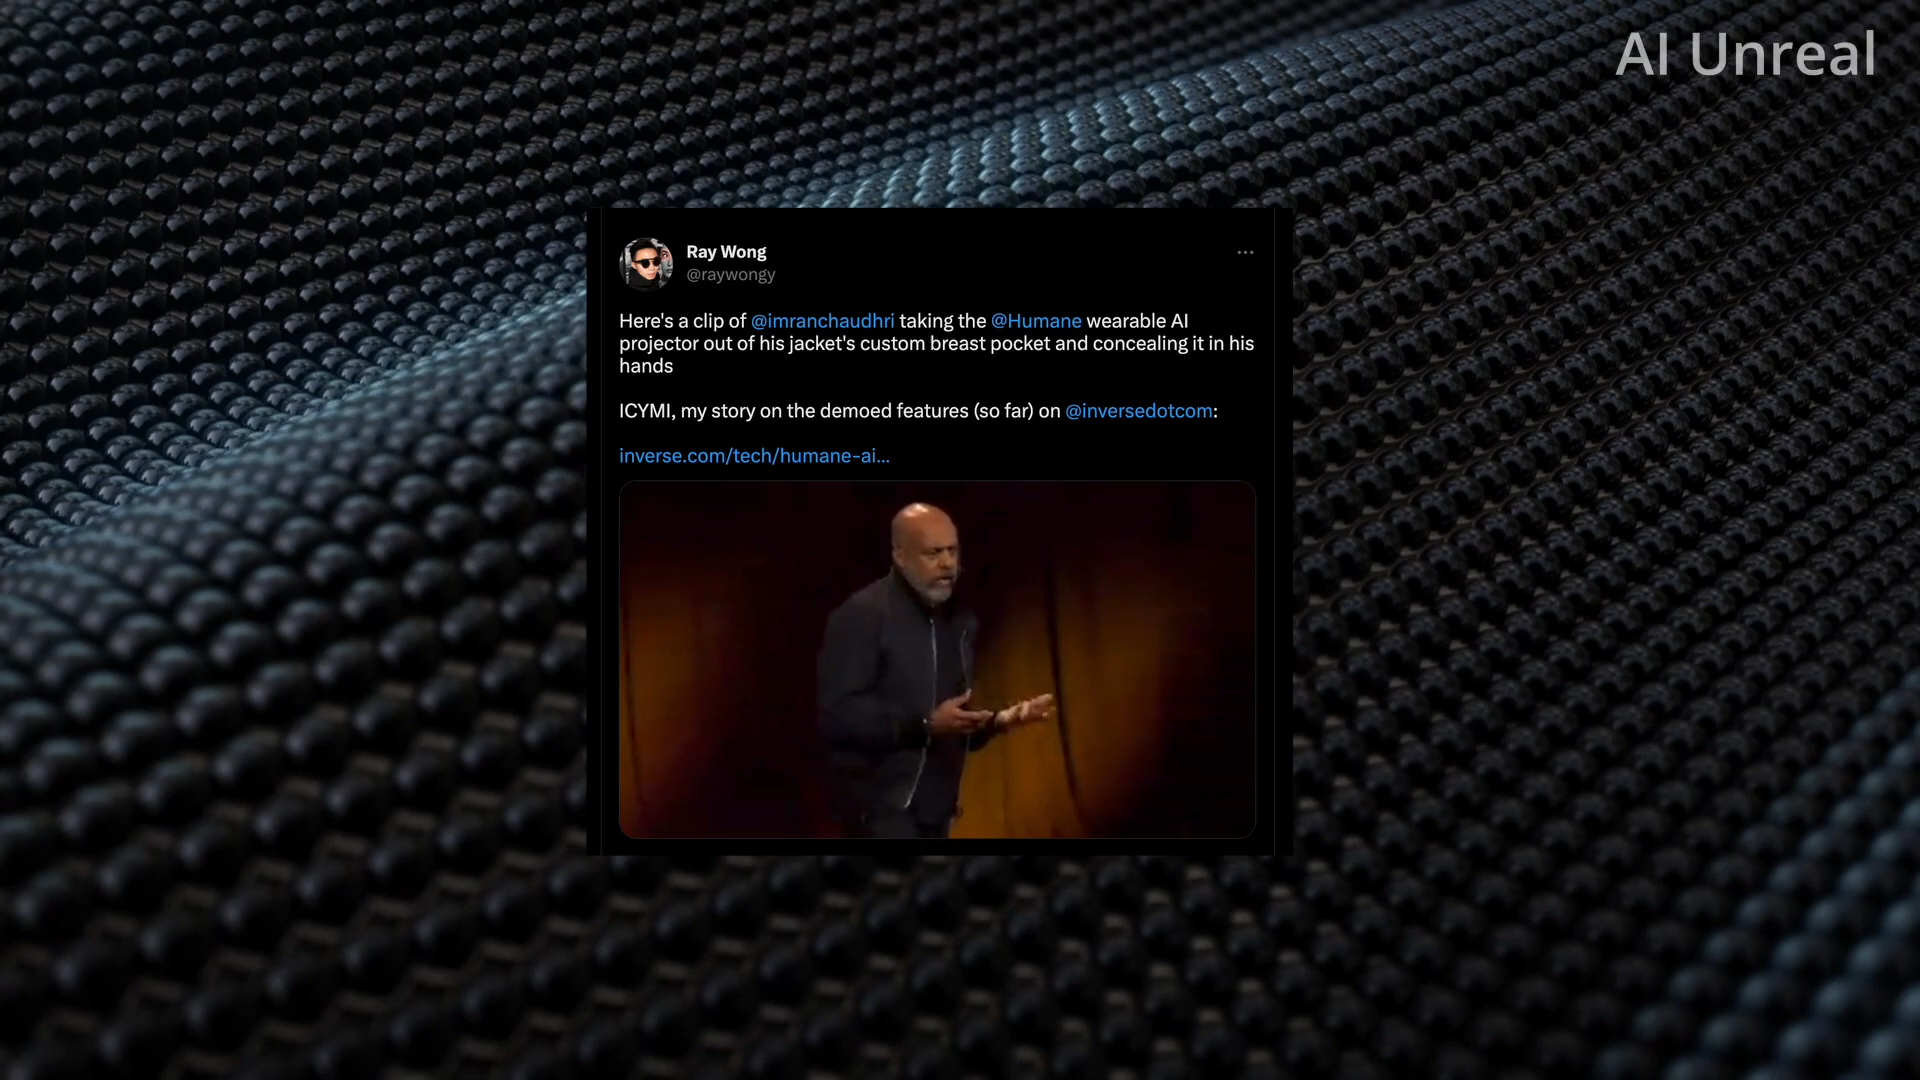 AI Unreal
Ray Wong
@raywongy
Here's a clip of @imranchaudhri taking the @Humane wearable AI
projector out of his jacket's custom breast pocket and concealing it in his
hands
ICYMI, my story on the demoed features (so far) on @inversedotcom:
inverse.com/tech/humane-ai...